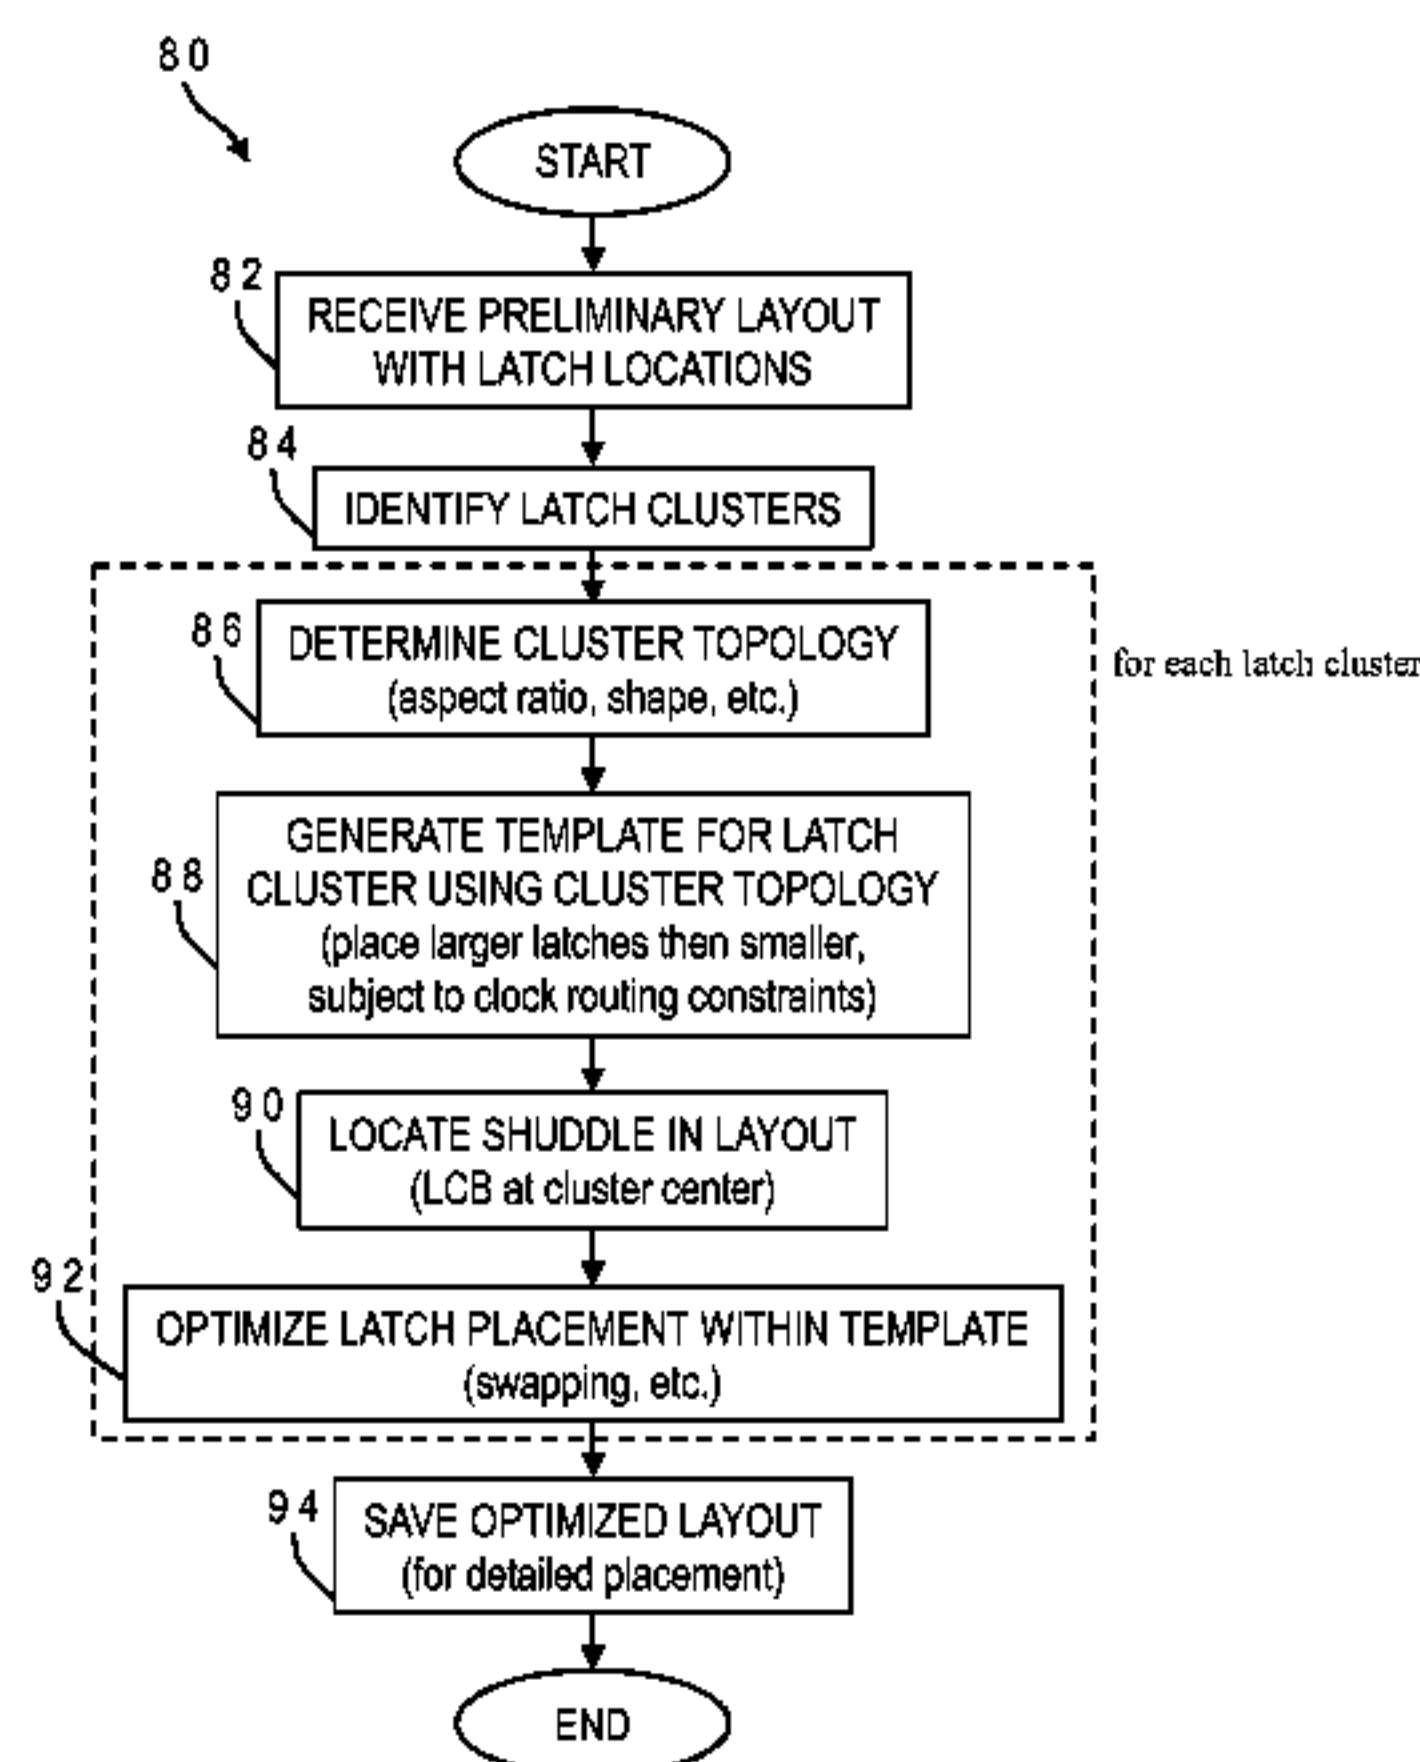 80
START
82
RECEIVE PRELIMINARY LAYOUT
WITH LATCH LOCATIONS
84
IDENTIFY LATCH CLUSTERS
86
DETERMINE CLUSTER TOPOLOGY
(aspect ratio, shape, etc.)
for each latch cluster
88
GENERATE TEMPLATE FOR LATCH
CLUSTER USING CLUSTER TOPOLOGY
(place larger latches then smaller,
subject to clock routing constraints)
90
LOCATE SHUDDLE IN LAYOUT
(LCB at cluster center)
92
OPTIMIZE LATCH PLACEMENT WITHIN TEMPLATE
(swapping, etc.)
94
SAVE OPTIMIZED LAYOUT
(for detailed placement)
END